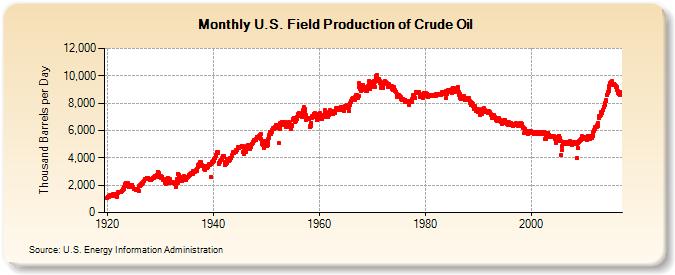 Monthly U.S. Field Production of Crude Oil
Thousand Barrels per Day
12,000
10,000
8,000
6,000
4,000
2,000
0
1920 1940 1960 1980 2000
Source: U.S. Energy Information Administration